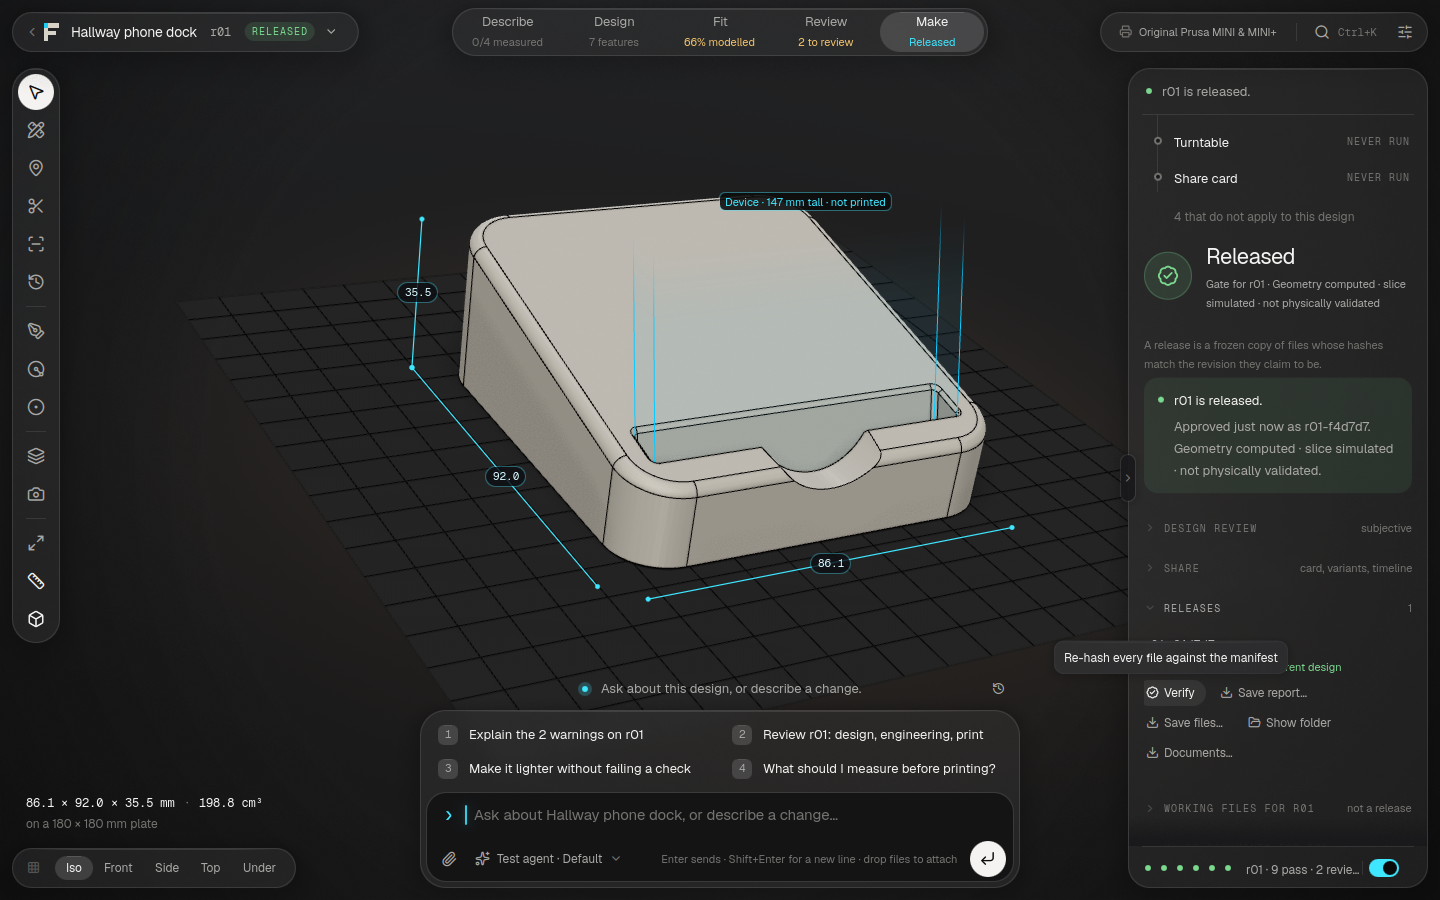 Hallway phone dock r01 RELEASED
Describe
0/4 measured
Design
7 features
Fit
66% modelled
Review
2 to review
Make
Released
Original Prusa MINI & MINI+
Ctrl+K
r01 is released.
Turntable NEVER RUN
Share card NEVER RUN
4 that do not apply to this design
Released
Gate for r01 · Geometry computed · slice
simulated · not physically validated
A release is a frozen copy of files whose hashes
match the revision they claim to be.
r01 is released.
Approved just now as r01-f4d7d7.
Geometry computed · slice simulated
· not physically validated.
DESIGN REVIEW subjective
SHARE card, variants, timeline
RELEASES 1
Re-hash every file against the manifest
design
Verify
Save report…
Save files…
Show folder
Documents…
WORKING FILES FOR R01 not a release
r01 · 9 pass · 2 revie…
Device · 147 mm tall · not printed
35.5
92.0
86.1
Ask about this design, or describe a change.
1 Explain the 2 warnings on r01
2 Review r01: design, engineering, print
3 Make it lighter without failing a check
4 What should I measure before printing?
Ask about Hallway phone dock, or describe a change…
Test agent · Default
Enter sends · Shift+Enter for a new line · drop files to attach
86.1 × 92.0 × 35.5 mm · 198.8 cm³
on a 180 × 180 mm plate
Iso
Front
Side
Top
Under